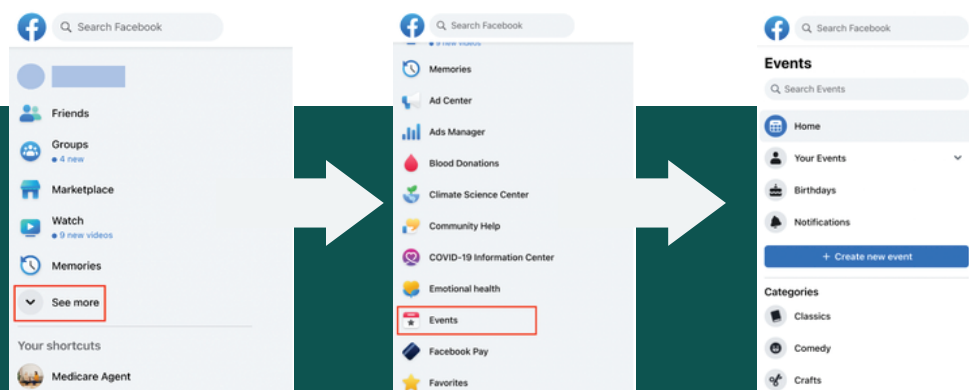 Search Facebook
Friends
Groups
4 new
Marketplace
Watch
9 new videos
Memories
See more
Your shortcuts
Medicare Agent
Search Facebook
9 new videos
Memories
Ad Center
Ads Manager
Blood Donations
Climate Science Center
Community Help
COVID-19 Information Center
Emotional health
Events
Facebook Pay
Favorites
Search Facebook
Events
Search Events
Home
Your Events
Birthdays
Notifications
+ Create new event
Categories
Classics
Comedy
Crafts